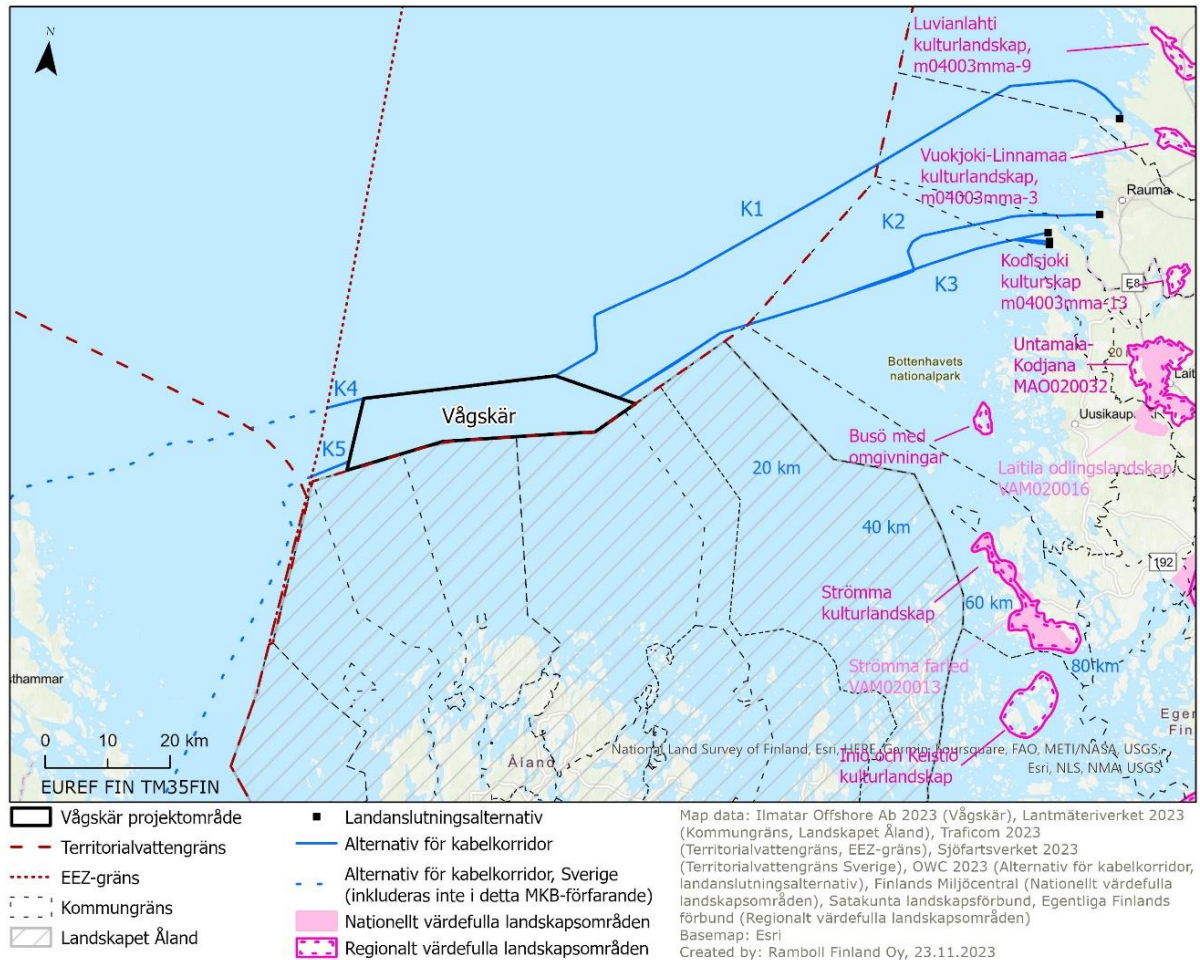 N
Luvianlahti
kulturlandskap,
m04003mma-9
Vuokjoki-Linnamaa
kulturlandskap,
m04003mma-3
Rauma
K1
K2
K3
Kodisjoki
kulturskap
m04003mma-13
E8
Untamala-
Kodjana
MAO020032
20
Lait
Bottenhavets
nationalpark
K4
Vågskär
K5
Uusikaup
Busö med
omgivningar
Laitila odlingslandskap,
VAM020016
20 km
40 km
192
Strömma
kulturlandskap
60 km
Strömma farled
VAM020013
80 km
sthammar
Eger
Fin
0 10 20 km
Åland
National Land Survey of Finland, Esri, HERE, Garmin, Foursquare, FAO, METI/NASA, USGS;
Esri, NLS, NMA, USGS
Iniö och Keistiö
kulturlandskap
EUREF FIN TM35FIN
Vågskär projektområde
Territorialvattengräns
EEZ-gräns
Kommungräns
Landskapet Åland
Landanslutningsalternativ
Alternativ för kabelkorridor
Alternativ för kabelkorridor, Sverige
(inkluderas inte i detta MKB-förfarande)
Nationellt värdefulla landskapsområden
Regionalt värdefulla landskapsområden
Map data: Ilmatar Offshore Ab 2023 (Vågskär), Lantmäteriverket 2023
(Kommungräns, Landskapet Åland), Traficom 2023
(Territorialvattengräns, EEZ-gräns), Sjöfartsverket 2023
(Territorialvattengräns Sverige), OWC 2023 (Alternativ för kabelkorridor,
landanslutningsalternativ), Finlands Miljöcentral (Nationellt värdefulla
landskapsområden), Satakunta landskapsförbund, Egentliga Finlands
förbund (Regionalt värdefulla landskapsområden)
Basemap: Esri
Created by: Ramboll Finland Oy, 23.11.2023